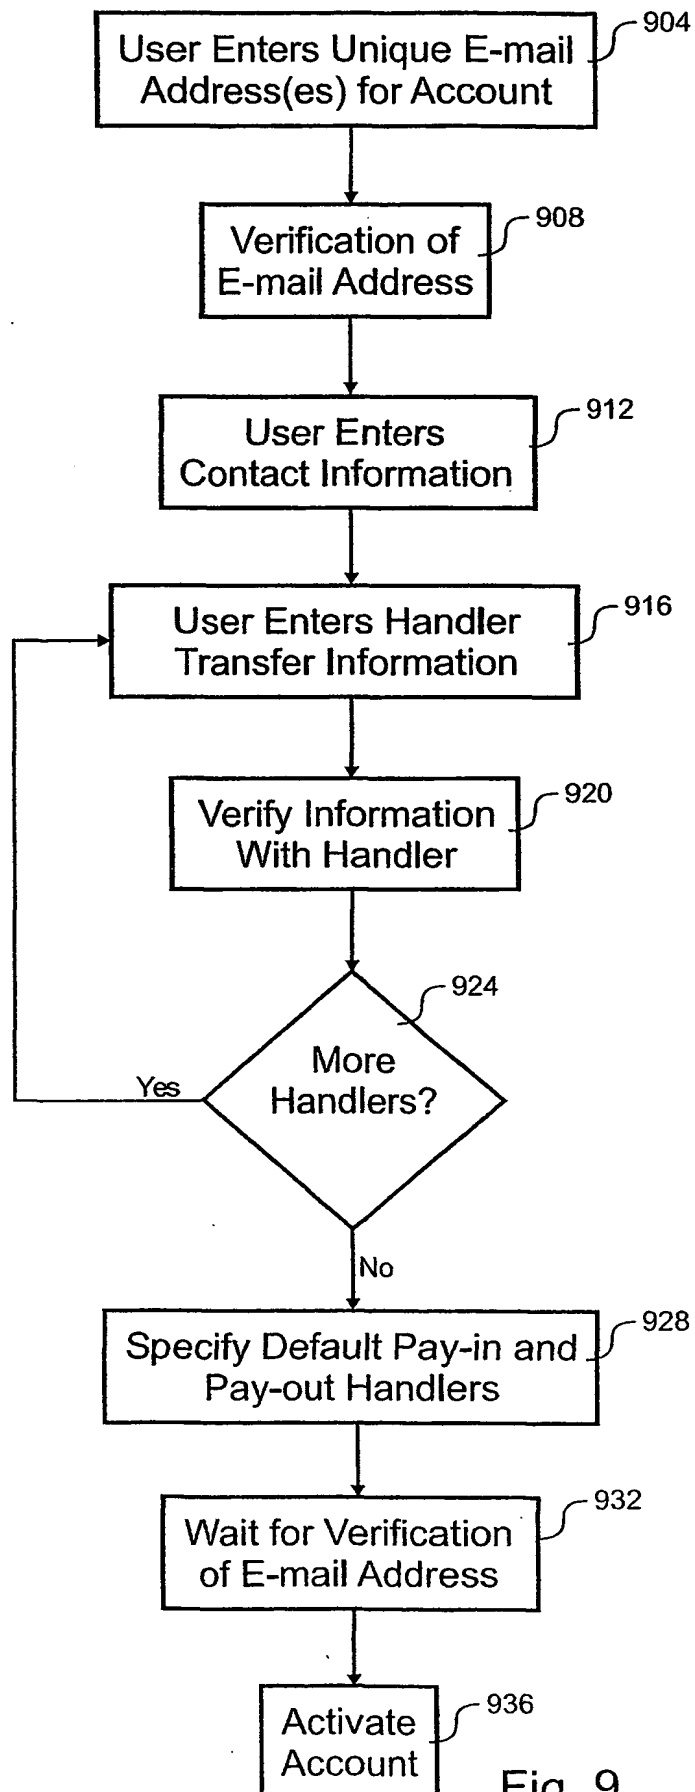 904
User Enters Unique E-mail
Address(es) for Account
908
Verification of
E-mail Address
912
User Enters
Contact Information
916
User Enters Handler
Transfer Information
920
Verify Information
With Handler
924
More
Handlers?
Yes
No
928
Specify Default Pay-in and
Pay-out Handlers
932
Wait for Verification
of E-mail Address
936
Activate
Account
Fig. 9